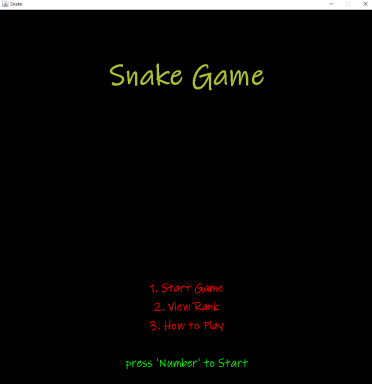 Snake
Snake Game
1. Start Game
2. View Rank
3. How to Play
press 'Number' to Start